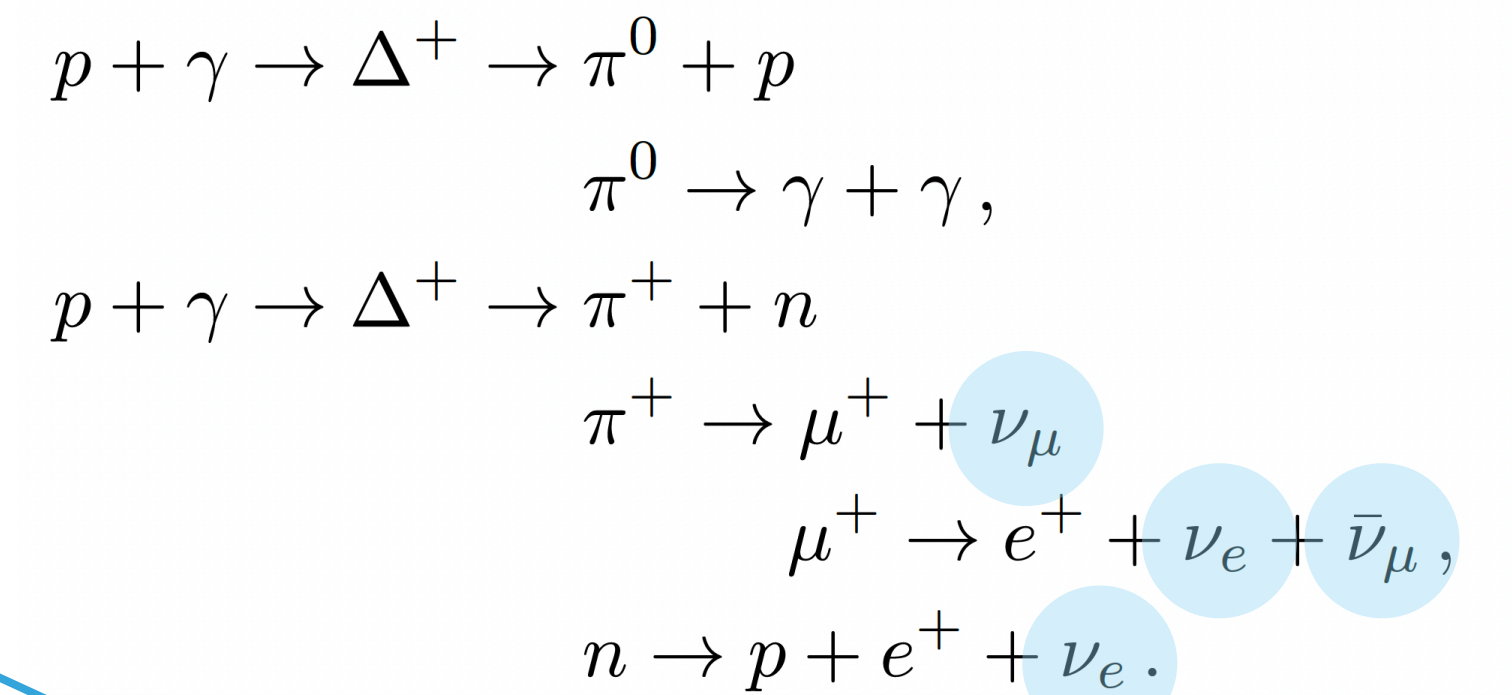 p + γ → Δ⁺ → π⁰ + p
π⁰ → γ + γ ,
p + γ → Δ⁺ → π⁺ + n
π⁺ → μ⁺ + ν_μ
μ⁺ → e⁺ + ν_e + ν̄_μ ,
n → p + e⁺ + ν_e .